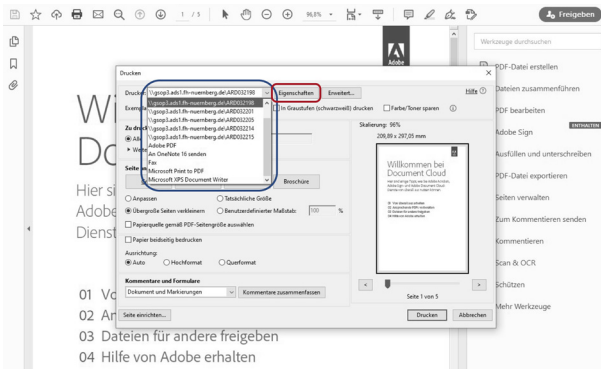 1 / 5
96,8%
Freigeben
Adobe
Werkzeuge durchsuchen
PDF-Datei erstellen
Dateien zusammenführen
PDF bearbeiten
Adobe Sign
ENTHALTEN
Ausfüllen und unterschreiben
PDF-Datei exportieren
Seiten verwalten
Zum Kommentieren senden
Kommentieren
Scan & OCR
Schützen
Mehr Werkzeuge
Drucken
Drucker: \\gsop3.ads1.fh-nuernberg.de\ARD032198 Eigenschaften Erweitert... Hilfe
\\gsop3.ads1.fh-nuernberg.de\ARD032198
\\gsop3.ads1.fh-nuernberg.de\ARD032201
\\gsop3.ads1.fh-nuernberg.de\ARD032205
\\gsop3.ads1.fh-nuernberg.de\ARD032214
\\gsop3.ads1.fh-nuernberg.de\ARD032215
Adobe PDF
An OneNote 16 senden
Fax
Microsoft Print to PDF
Microsoft XPS Document Writer
In Graustufen (schwarzweiß) drucken Farbe/Toner sparen
Broschüre
Anpassen Tatsächliche Größe
Übergroße Seiten verkleinern Benutzerdefinierter Maßstab: 100 %
Papierquelle gemäß PDF-Seitengröße auswählen
Papier beidseitig bedrucken
Ausrichtung:
Auto Hochformat Querformat
Kommentare und Formulare
Dokument und Markierungen Kommentare zusammenfassen
Seite einrichten...
Skalierung: 96%
209,89 x 297,05 mm
Willkommen bei
Document Cloud
Seite 1 von 5
Drucken Abbrechen
Hier
Adobe
Dienst
01 Vo
02 An
03 Dateien für andere freigeben
04 Hilfe von Adobe erhalten